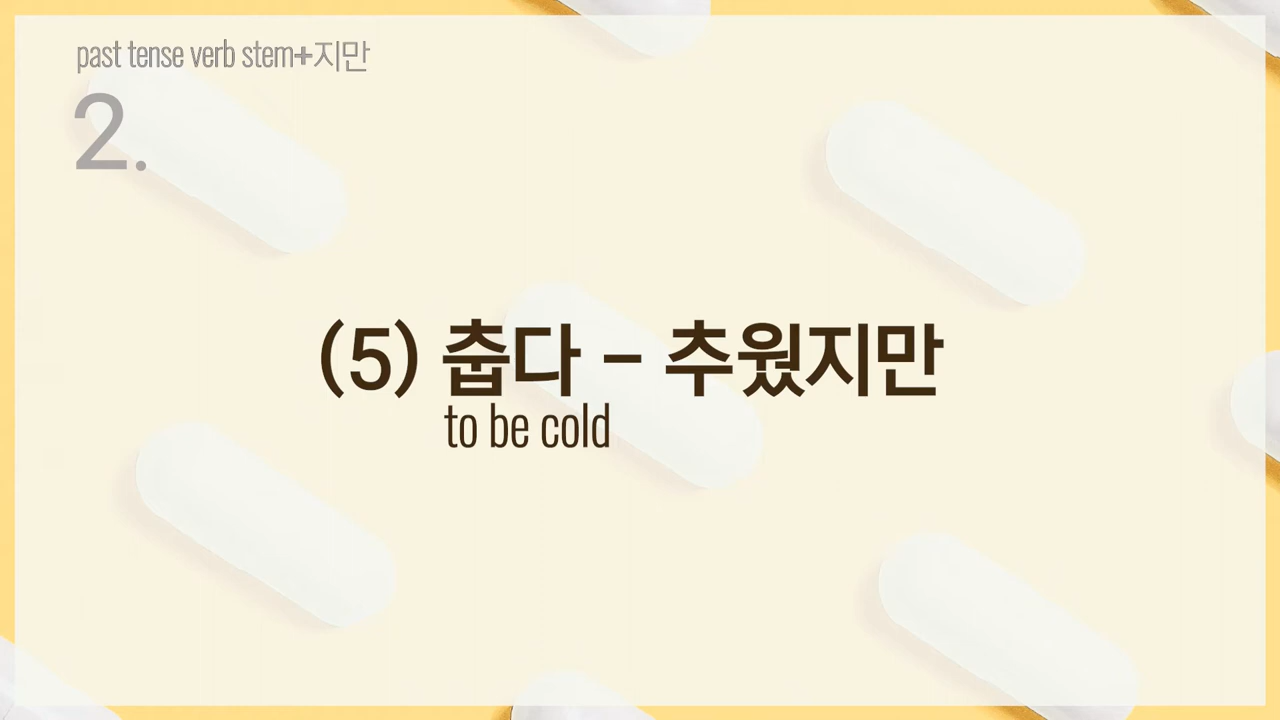 past tense verb stem+지만
2.
(5) 춥다 - 추웠지만
to be cold